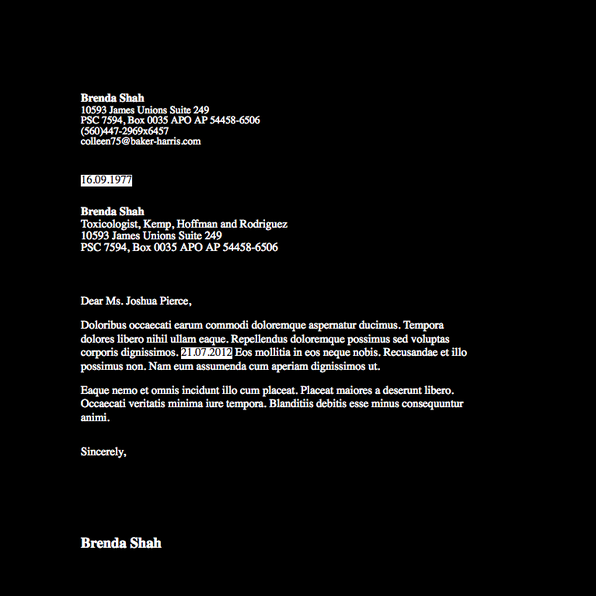 Brenda Shah
10593 James Unions Suite 249
PSC 7594, Box 0035 APO AP 54458-6506
(560)447-2969x6457
colleen75@baker-harris.com
16.09.1977
Brenda Shah
Toxicologist, Kemp, Hoffman and Rodriguez
10593 James Unions Suite 249
PSC 7594, Box 0035 APO AP 54458-6506
Dear Ms. Joshua Pierce,
Doloribus occaecati earum commodi doloremque aspernatur ducimus. Tempora
dolores libero nihil ullam eaque. Repellendus doloremque possimus sed voluptas
corporis dignissimos. 21.07.2012 Eos mollitia in eos neque nobis. Recusandae et illo
possimus non. Nam eum assumenda cum aperiam dignissimos ut.
Eaque nemo et omnis incidunt illo cum placeat. Placeat maiores a deserunt libero.
Occaecati veritatis minima iure tempora. Blanditiis debitis esse minus consequuntur
animi.
Sincerely,
Brenda Shah